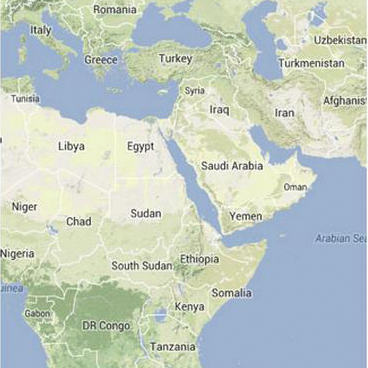 Romania
Italy
Uzbekistan
Greece
Turkey
Turkmenistan
Syria
Tunisia
Iraq
Iran
Afghanis
Libya
Egypt
Saudi Arabia
Oman
Niger
Chad
Sudan
Yemen
Arabian Sea
Nigeria
South Sudan
Ethiopia
uinea
Somalia
Gabon
Kenya
DR Congo
Tanzania